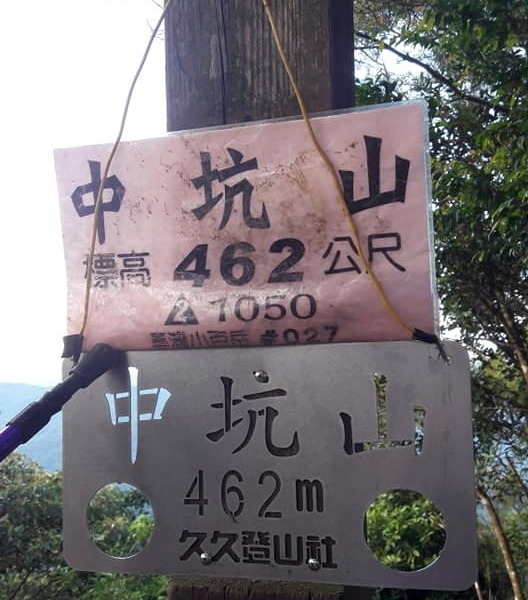 中坑山
標高 462 公尺
△ 1050
臺灣小百岳 #027
中坑山
462m
久久登山社